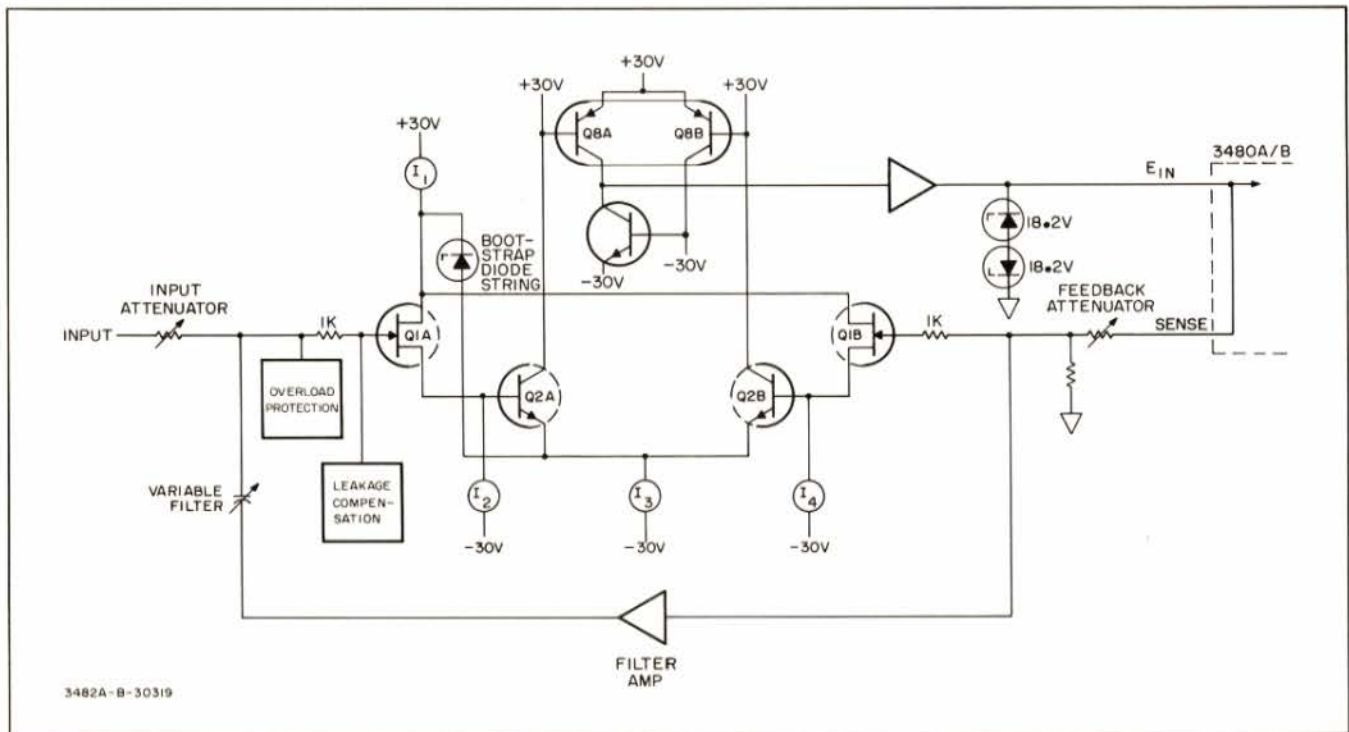 +30V
+30V
+30V
Q8A
Q8B
+30V
I1
3480A/B
EIN
18.2V
18.2V
BOOT-
STRAP
DIODE
STRING
-30V
-30V
INPUT
ATTENUATOR
FEEDBACK
ATTENUATOR
INPUT
1K
Q1A
Q1B
1K
SENSE
OVERLOAD
PROTECTION
Q2A
Q2B
VARIABLE
FILTER
LEAKAGE
COMPEN-
SATION
I2
I3
I4
-30V
-30V
-30V
FILTER
AMP
3482A-B-30319